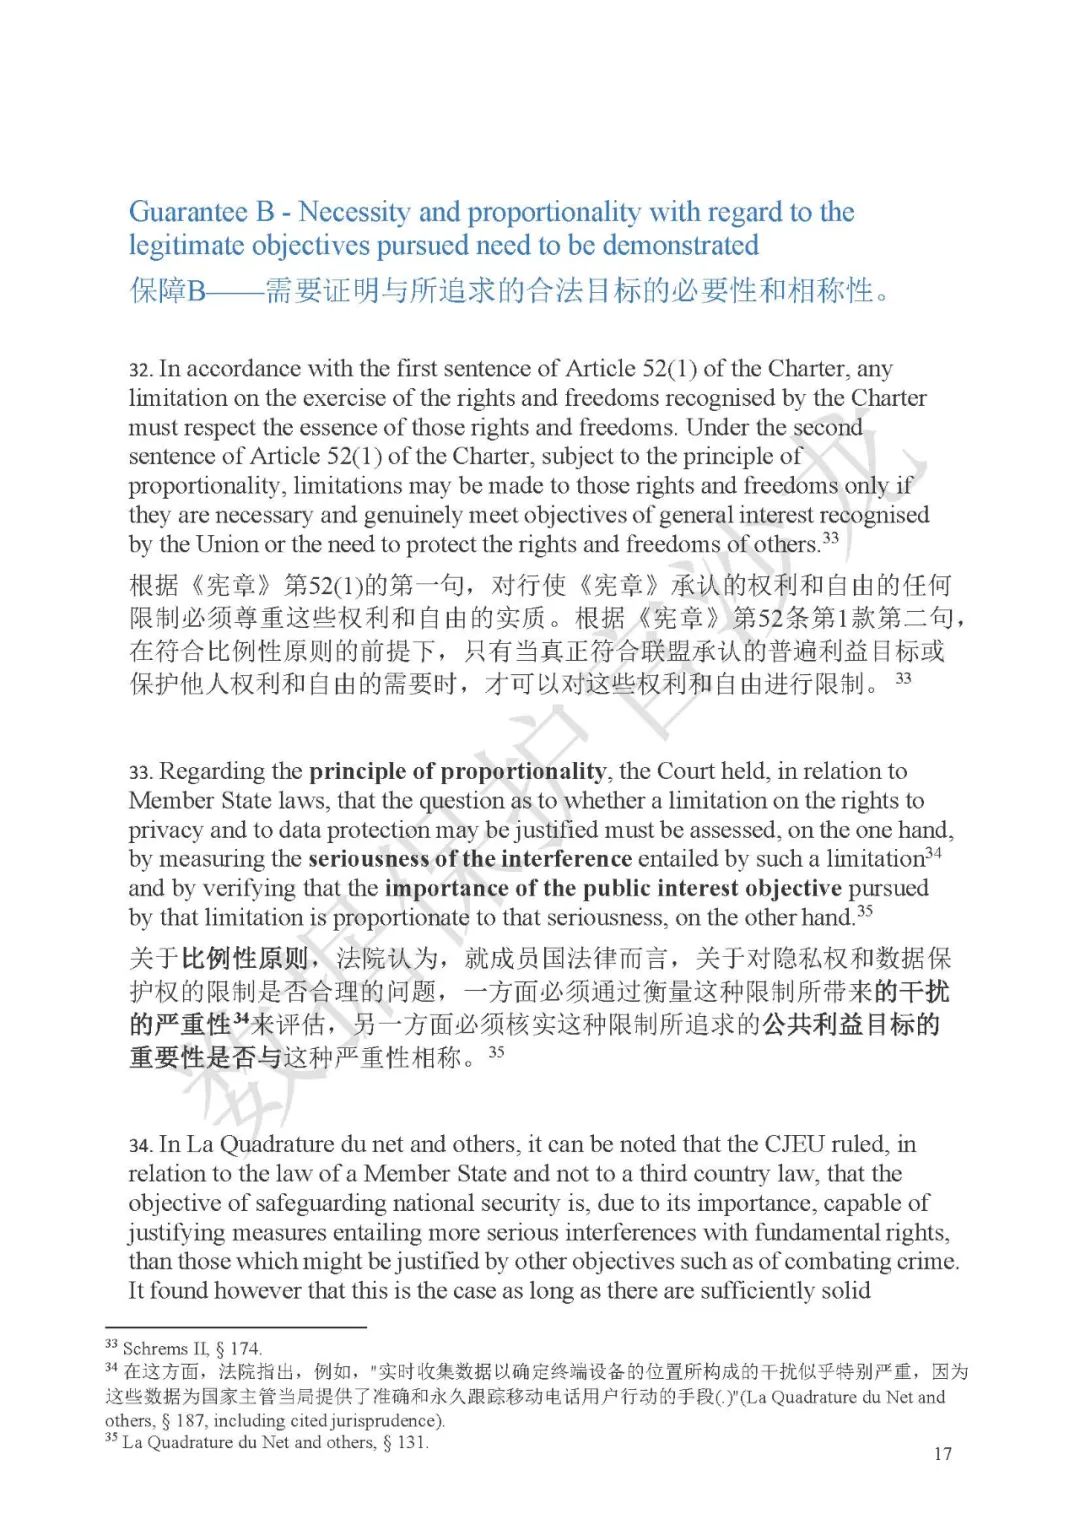 Guarantee B - Necessity and proportionality with regard to the
legitimate objectives pursued need to be demonstrated
保障B——需要证明与所追求的合法目标的必要性和相称性。
32. In accordance with the first sentence of Article 52(1) of the Charter, any
limitation on the exercise of the rights and freedoms recognised by the Charter
must respect the essence of those rights and freedoms. Under the second
sentence of Article 52(1) of the Charter, subject to the principle of
proportionality, limitations may be made to those rights and freedoms only if
they are necessary and genuinely meet objectives of general interest recognised
by the Union or the need to protect the rights and freedoms of others.33
根据《宪章》第52(1)的第一句，对行使《宪章》承认的权利和自由的任何
限制必须尊重这些权利和自由的实质。根据《宪章》第52条第1款第二句，
在符合比例性原则的前提下，只有当真正符合联盟承认的普遍利益目标或
保护他人权利和自由的需要时，才可以对这些权利和自由进行限制。 33
33. Regarding the principle of proportionality, the Court held, in relation to
Member State laws, that the question as to whether a limitation on the rights to
privacy and to data protection may be justified must be assessed, on the one hand,
by measuring the seriousness of the interference entailed by such a limitation34
and by verifying that the importance of the public interest objective pursued
by that limitation is proportionate to that seriousness, on the other hand.35
关于比例性原则，法院认为，就成员国法律而言，关于对隐私权和数据保
护权的限制是否合理的问题，一方面必须通过衡量这种限制所带来的干扰
的严重性34来评估，另一方面必须核实这种限制所追求的公共利益目标的
重要性是否与这种严重性相称。 35
34. In La Quadrature du net and others, it can be noted that the CJEU ruled, in
relation to the law of a Member State and not to a third country law, that the
objective of safeguarding national security is, due to its importance, capable of
justifying measures entailing more serious interferences with fundamental rights,
than those which might be justified by other objectives such as of combating crime.
It found however that this is the case as long as there are sufficiently solid
33 Schrems II, § 174.
34 在这方面，法院指出，例如，"实时收集数据以确定终端设备的位置所构成的干扰似乎特别严重，因为
这些数据为国家主管当局提供了准确和永久跟踪移动电话用户行动的手段(.)"(La Quadrature du Net and
others, § 187, including cited jurisprudence).
35 La Quadrature du Net and others, § 131.
17
数据保护官沙龙